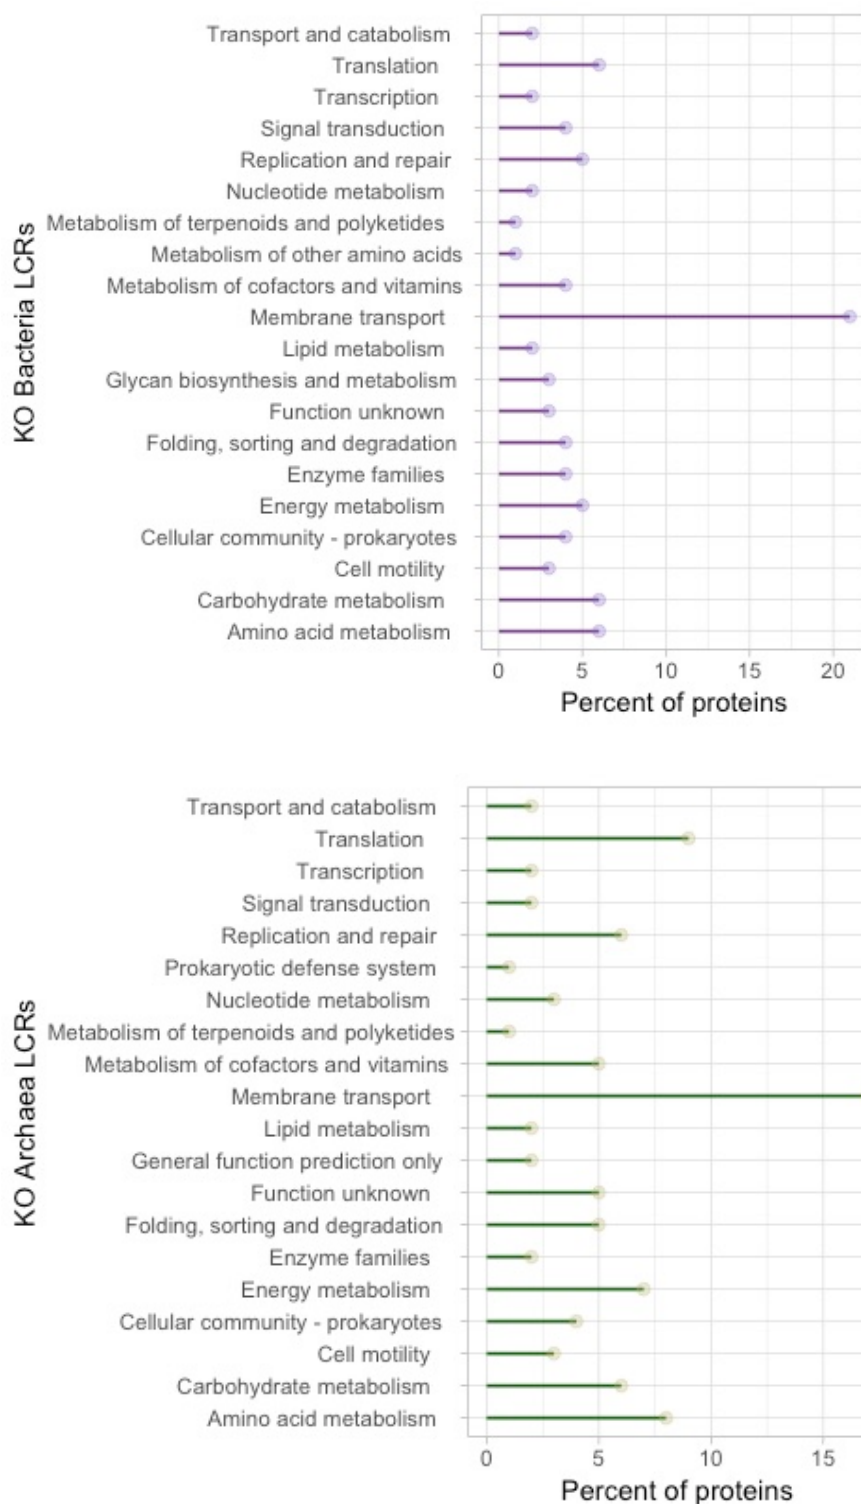 KO Bacteria LCRs
Transport and catabolism
Translation
Transcription
Signal transduction
Replication and repair
Nucleotide metabolism
Metabolism of terpenoids and polyketides
Metabolism of other amino acids
Metabolism of cofactors and vitamins
Membrane transport
Lipid metabolism
Glycan biosynthesis and metabolism
Function unknown
Folding, sorting and degradation
Enzyme families
Energy metabolism
Cellular community - prokaryotes
Cell motility
Carbohydrate metabolism
Amino acid metabolism
0 5 10 15 20
Percent of proteins
KO Archaea LCRs
Transport and catabolism
Translation
Transcription
Signal transduction
Replication and repair
Prokaryotic defense system
Nucleotide metabolism
Metabolism of terpenoids and polyketides
Metabolism of cofactors and vitamins
Membrane transport
Lipid metabolism
General function prediction only
Function unknown
Folding, sorting and degradation
Enzyme families
Energy metabolism
Cellular community - prokaryotes
Cell motility
Carbohydrate metabolism
Amino acid metabolism
0 5 10 15
Percent of proteins